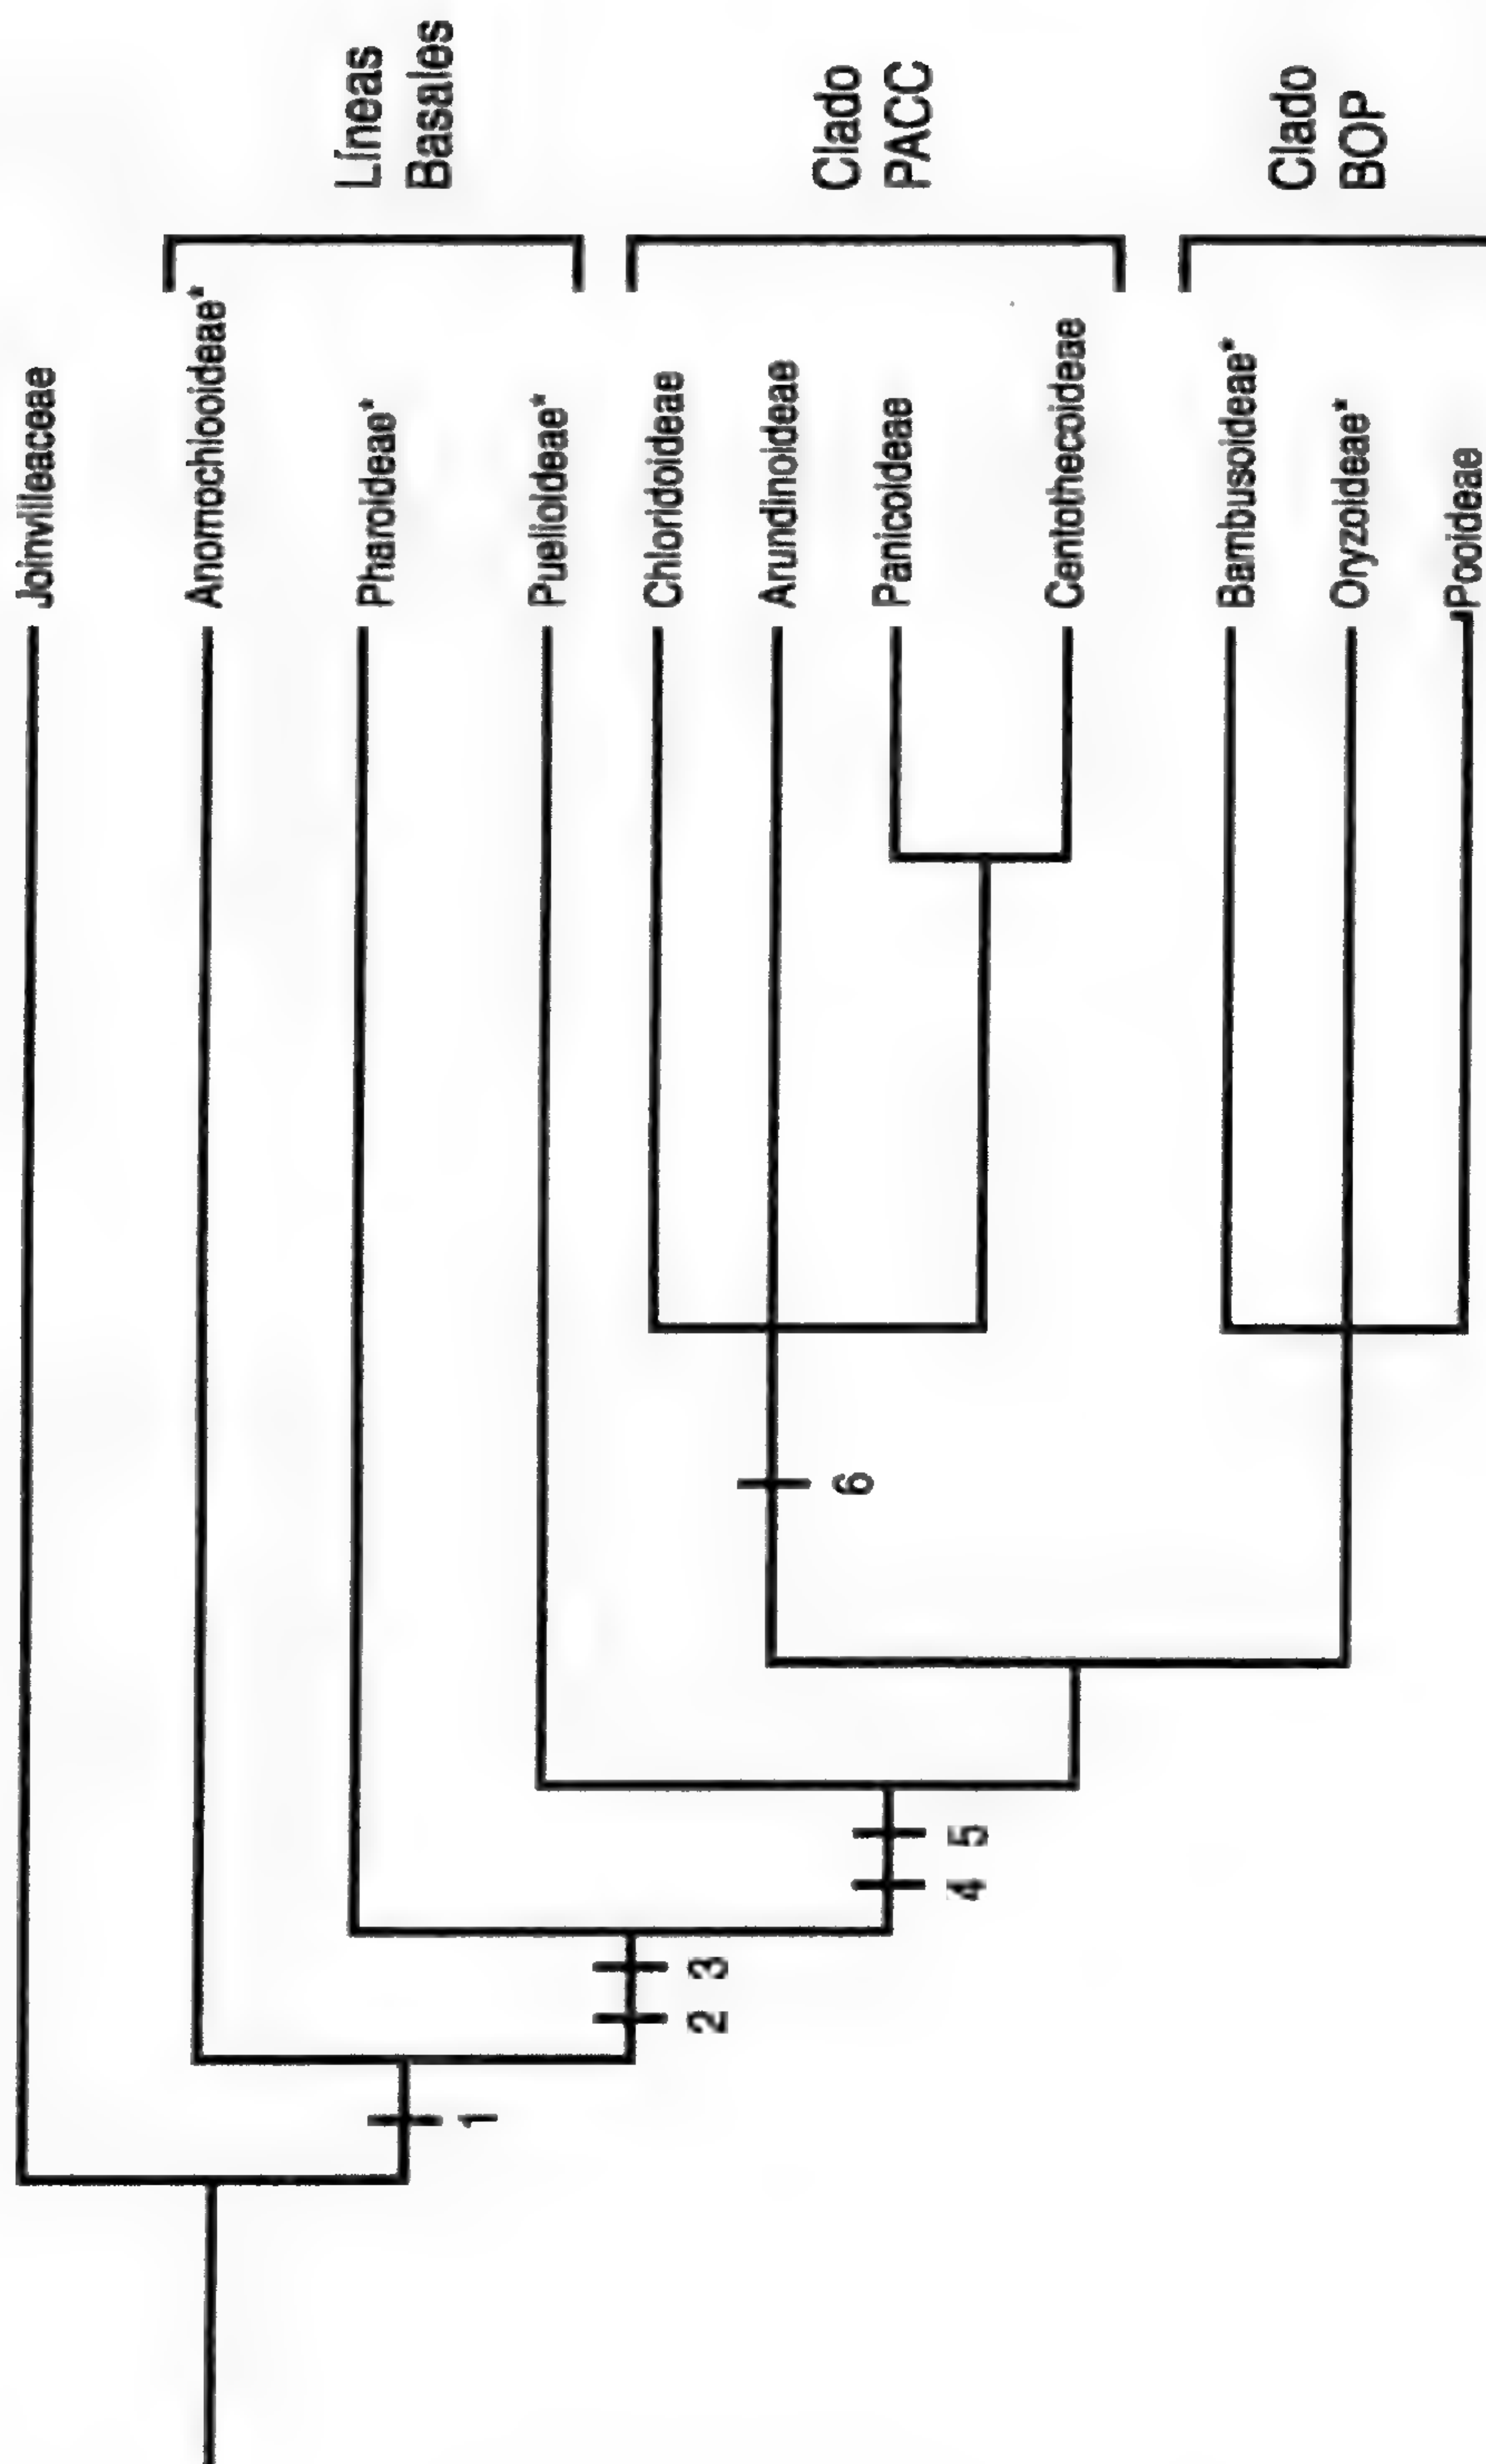 Joinvilleaceae
Anomochlooideae*
Pharoideae*
Puelioideae*
Chloridoideae
Arundinoideae
Panicoideae
Centothecoideae
Bambusoideae*
Oryzoideae*
Pooideae
Líneas
Basales
Clado
PACC
Clado
BOP
1
2
3
4
5
6